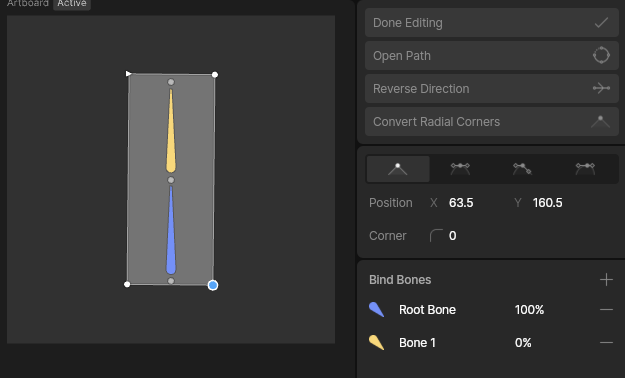 Artboard Active
Done Editing
Open Path
Reverse Direction
Convert Radial Corners
Position X 63.5 Y 160.5
Corner 0
Bind Bones
Root Bone 100%
Bone 1 0%